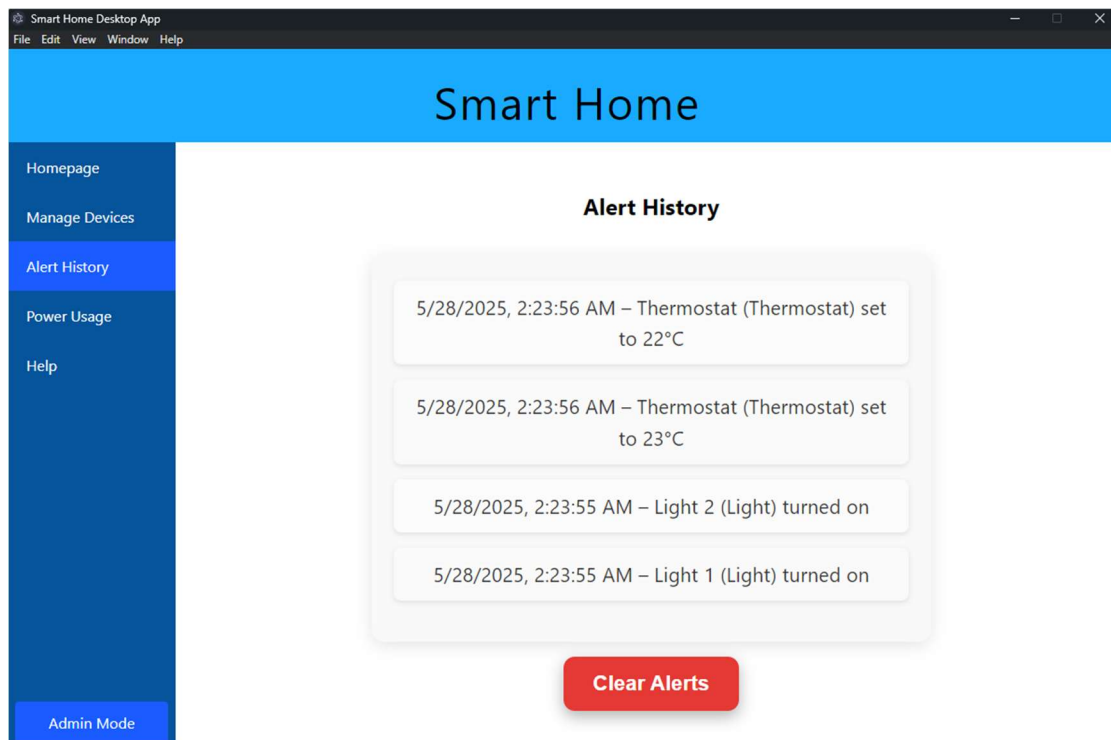 Smart Home Desktop App
File Edit View Window Help
Smart Home
Homepage
Manage Devices
Alert History
Power Usage
Help
Admin Mode
Alert History
5/28/2025, 2:23:56 AM – Thermostat (Thermostat) set
to 22°C
5/28/2025, 2:23:56 AM – Thermostat (Thermostat) set
to 23°C
5/28/2025, 2:23:55 AM – Light 2 (Light) turned on
5/28/2025, 2:23:55 AM – Light 1 (Light) turned on
Clear Alerts